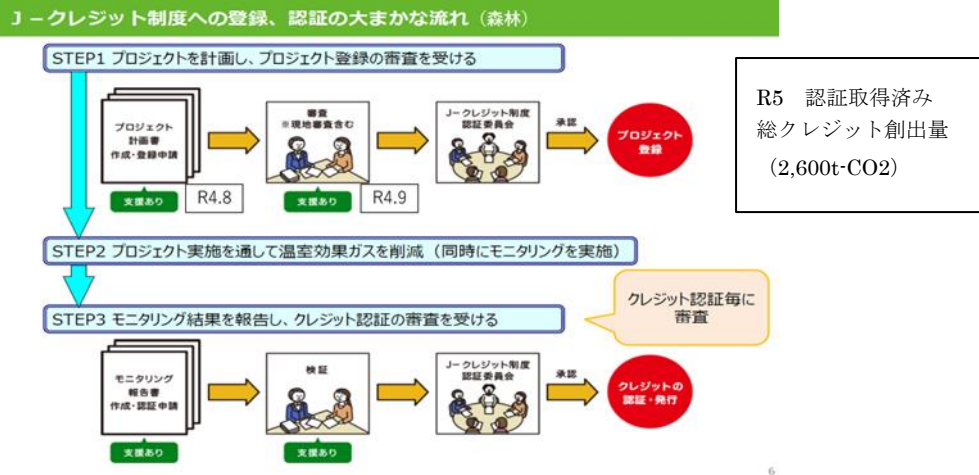 J－クレジット制度への登録、認証の大まかな流れ（森林）
STEP1 プロジェクトを計画し、プロジェクト登録の審査を受ける
プロジェクト
計画書
作成・登録申請
支援あり
R4.8
審査
※現地審査含む
支援あり
R4.9
J－クレジット制度
認証委員会
承認
プロジェクト
登録
R5　認証取得済み
総クレジット創出量
（2,600t-CO2）
STEP2 プロジェクト実施を通して温室効果ガスを削減（同時にモニタリングを実施）
クレジット認証毎に
審査
STEP3 モニタリング結果を報告し、クレジット認証の審査を受ける
モニタリング
報告書
作成・認証申請
支援あり
検証
支援あり
J－クレジット制度
認証委員会
承認
クレジットの
認証・発行
6